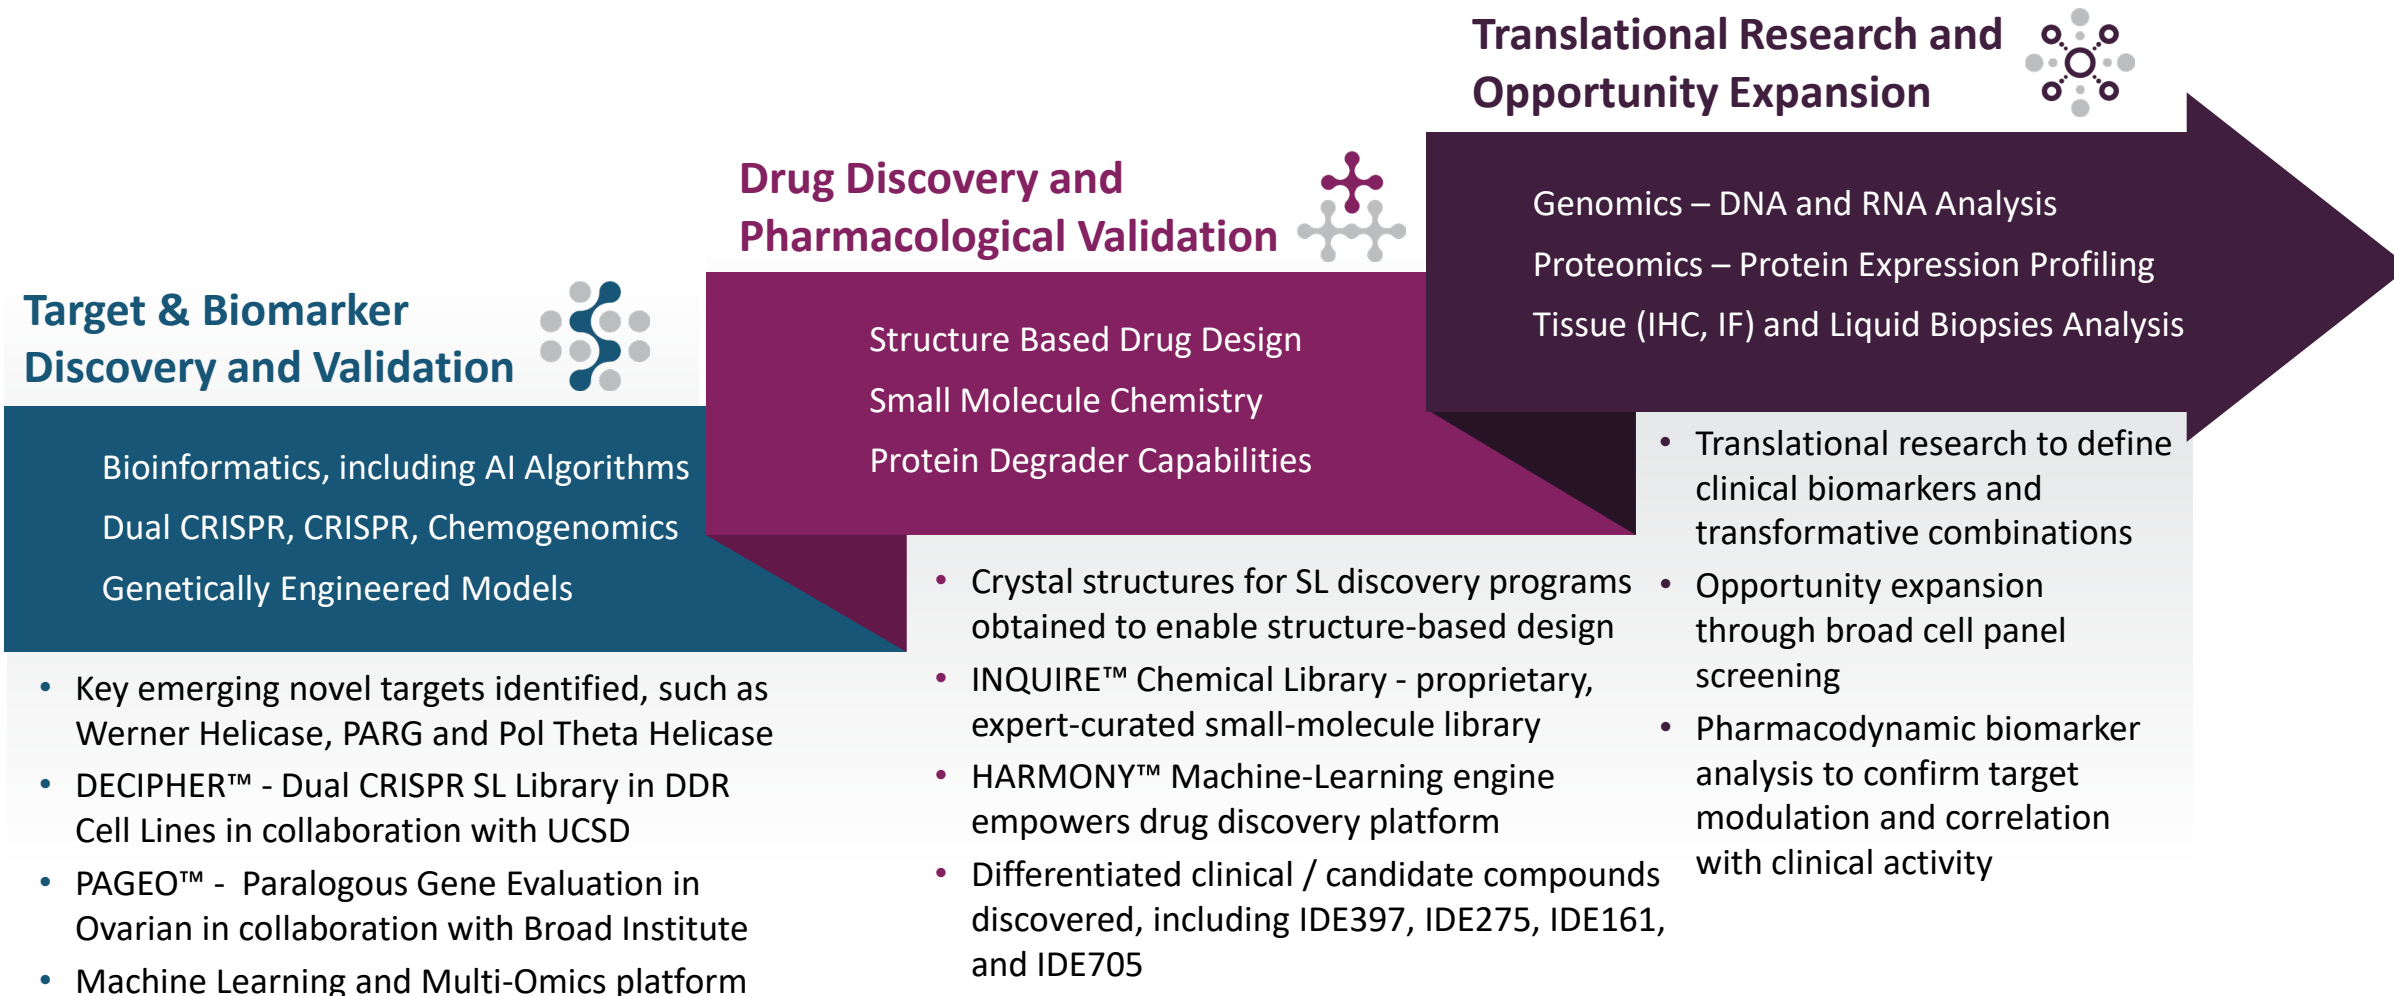 Target & Biomarker
Discovery and Validation
Bioinformatics, including AI Algorithms
Dual CRISPR, CRISPR, Chemogenomics
Genetically Engineered Models
• Key emerging novel targets identified, such as
Werner Helicase, PARG and Pol Theta Helicase
• DECIPHER™ - Dual CRISPR SL Library in DDR
Cell Lines in collaboration with UCSD
• PAGEO™ - Paralogous Gene Evaluation in
Ovarian in collaboration with Broad Institute
• Machine Learning and Multi-Omics platform
Drug Discovery and
Pharmacological Validation
Structure Based Drug Design
Small Molecule Chemistry
Protein Degrader Capabilities
• Crystal structures for SL discovery programs
obtained to enable structure-based design
• INQUIRE™ Chemical Library - proprietary,
expert-curated small-molecule library
• HARMONY™ Machine-Learning engine
empowers drug discovery platform
• Differentiated clinical / candidate compounds
discovered, including IDE397, IDE275, IDE161,
and IDE705
Translational Research and
Opportunity Expansion
Genomics – DNA and RNA Analysis
Proteomics – Protein Expression Profiling
Tissue (IHC, IF) and Liquid Biopsies Analysis
• Translational research to define
clinical biomarkers and
transformative combinations
• Opportunity expansion
through broad cell panel
screening
• Pharmacodynamic biomarker
analysis to confirm target
modulation and correlation
with clinical activity